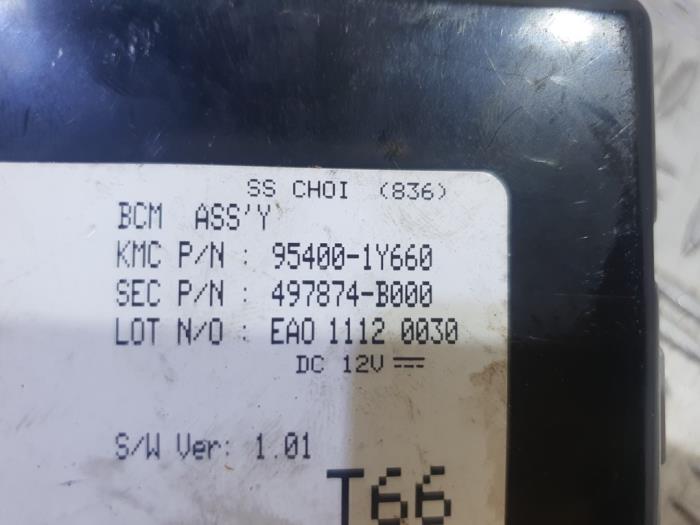 SS CHOI (836)
BCM ASS'Y
KMC P/N : 95400-1Y660
SEC P/N : 497874-B000
LOT N/O : EAO 1112 0030
DC 12V
S/W Ver: 1.01
T66